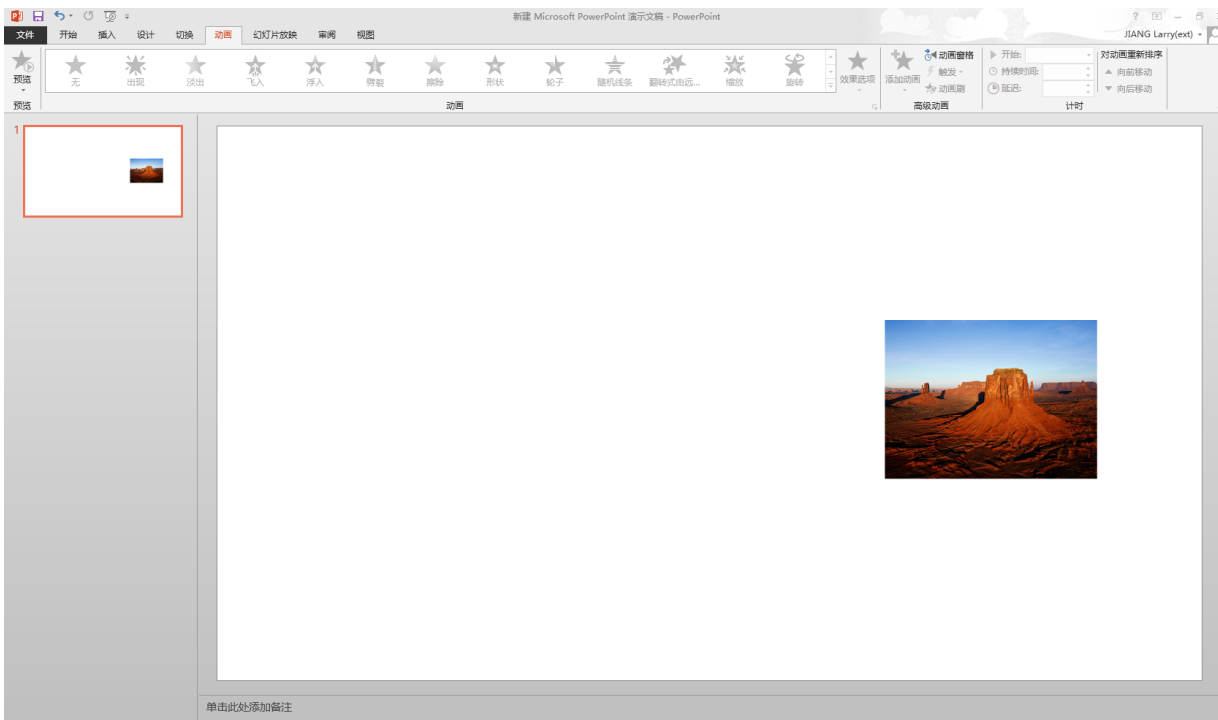 新建 Microsoft PowerPoint 演示文稿 - PowerPoint
文件 开始 插入 设计 切换 动画 幻灯片放映 审阅 视图 JIANG Larry(ext)
预览 无 出现 淡出 飞入 浮入 劈裂 擦除 形状 轮子 随机线条 翻转式由远... 缩放 旋转 效果选项 添加动画
动画窗格
触发
动画刷
开始:
持续时间:
延迟:
对动画重新排序
向前移动
向后移动
预览 动画 高级动画 计时
1
单击此处添加备注